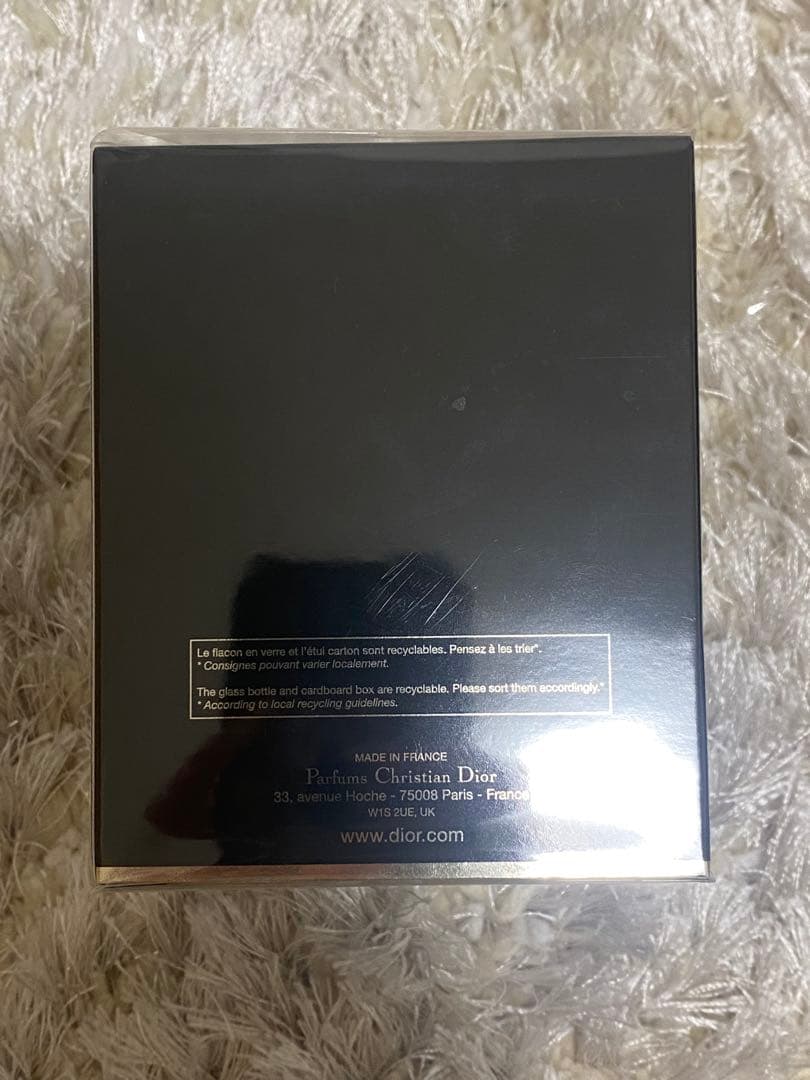 Le flacon en verre et l'étui carton sont recyclables. Pensez à les trier*.
* Consignes pouvant varier localement.
The glass bottle and cardboard box are recyclable. Please sort them accordingly.*
* According to local recycling guidelines.
MADE IN FRANCE
Parfums Christian Dior
33, avenue Hoche - 75008 Paris - France
W1S 2UE, UK
www.dior.com